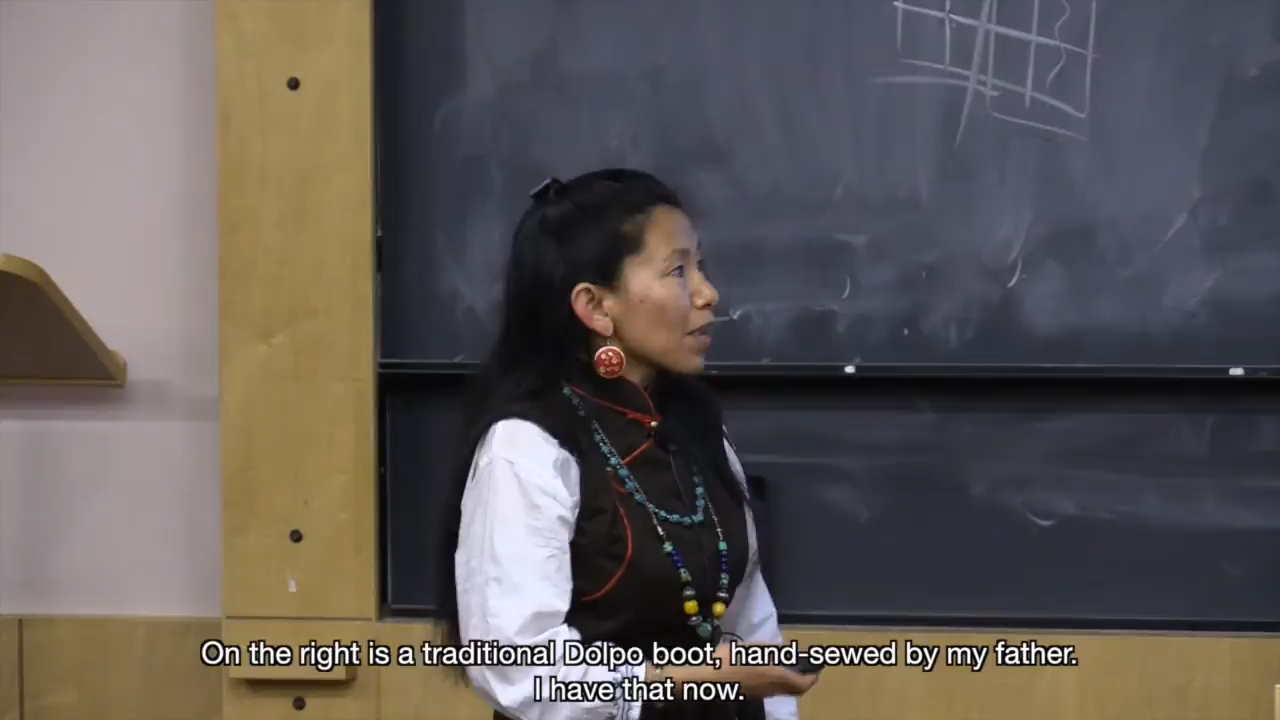 On the right is a traditional Dolpo boot, hand-sewed by my father.
I have that now.